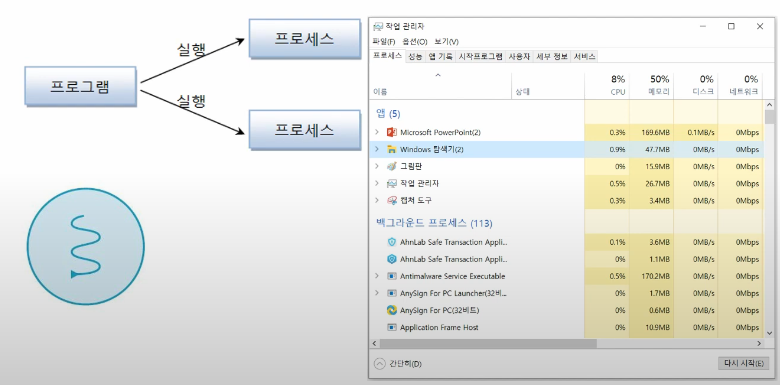 프로그램
실행
실행
프로세스
프로세스
작업 관리자
파일(F) 옵션(O) 보기(V)
프로세스 성능 앱 기록 시작프로그램 사용자 세부 정보 서비스
8% 50% 0% 0%
이름 상태 CPU 메모리 디스크 네트워크
앱 (5)
Microsoft PowerPoint(2) 0.3% 169.6MB 0.1MB/s 0Mbps
Windows 탐색기(2) 0.9% 47.7MB 0MB/s 0Mbps
그림판 0% 15.9MB 0MB/s 0Mbps
작업 관리자 0.5% 26.7MB 0MB/s 0Mbps
캡처 도구 0.3% 3.4MB 0MB/s 0Mbps
백그라운드 프로세스 (113)
AhnLab Safe Transaction Appli... 0.1% 3.6MB 0MB/s 0Mbps
AhnLab Safe Transaction Appli... 0% 1.1MB 0MB/s 0Mbps
Antimalware Service Executable 0.5% 170.2MB 0MB/s 0Mbps
AnySign For PC Launcher(32비... 0% 1.7MB 0MB/s 0Mbps
AnySign For PC(32비트) 0% 0.6MB 0MB/s 0Mbps
Application Frame Host 0% 10.9MB 0MB/s 0Mbps
간단히(D) 다시 시작(E)